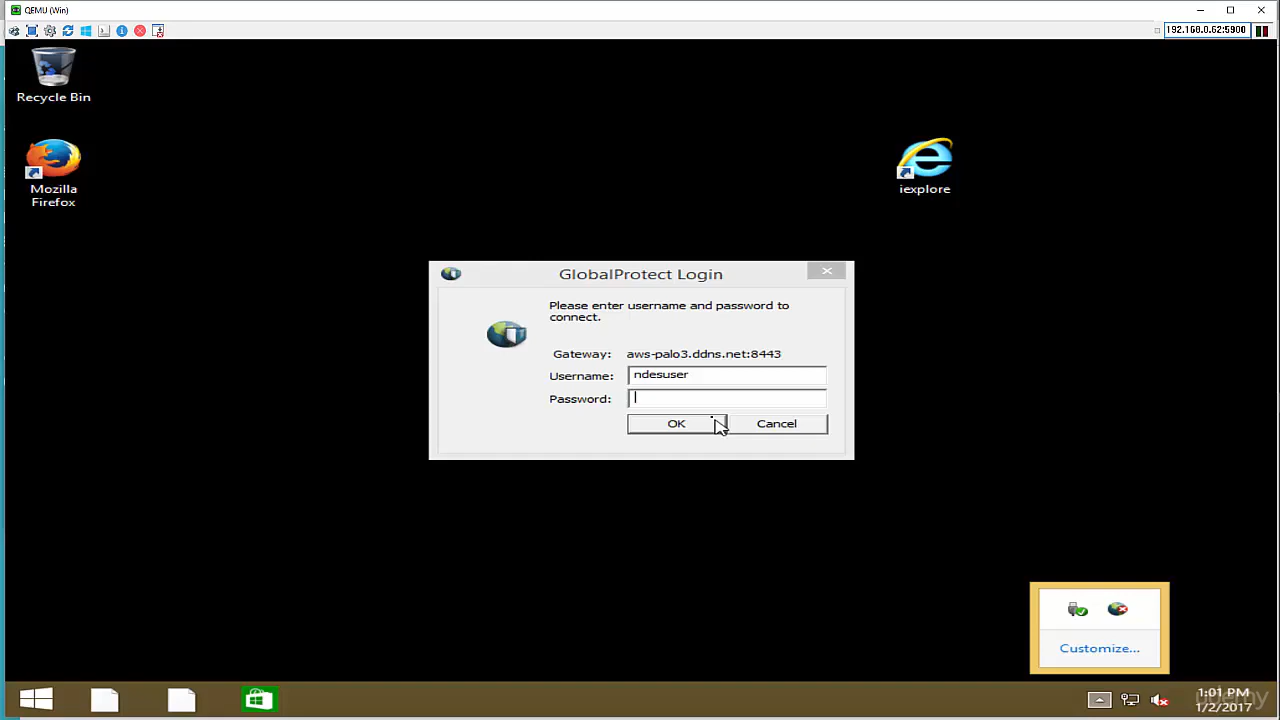 QEMU (Win)
192.168.0.62:5900
Recycle Bin
Mozilla
Firefox
iexplore
GlobalProtect Login
Please enter username and password to
connect.
Gateway: aws-palo3.ddns.net:8443
Username: ndesuser
Password:
OK
Cancel
Customize...
1:01 PM
1/2/2017
udemy